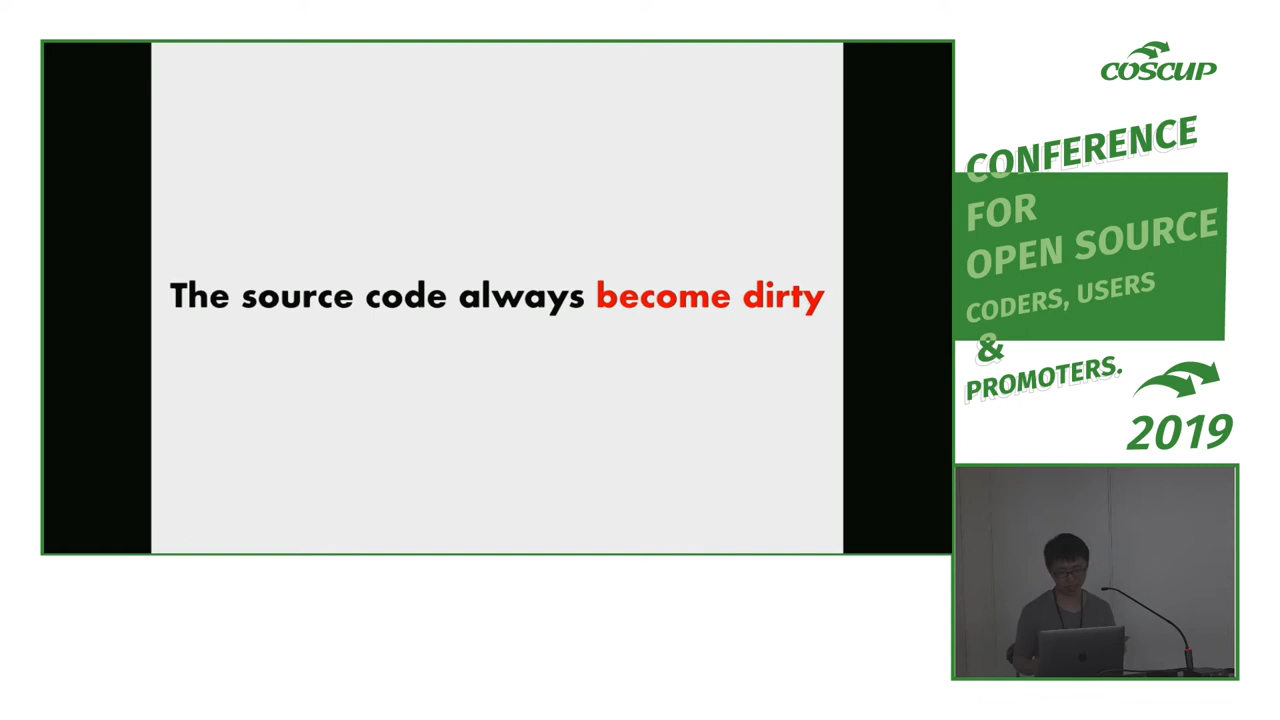 The source code always become dirty
COSCUP
CONFERENCE
FOR
OPEN SOURCE
CODERS, USERS
&
PROMOTERS.
2019